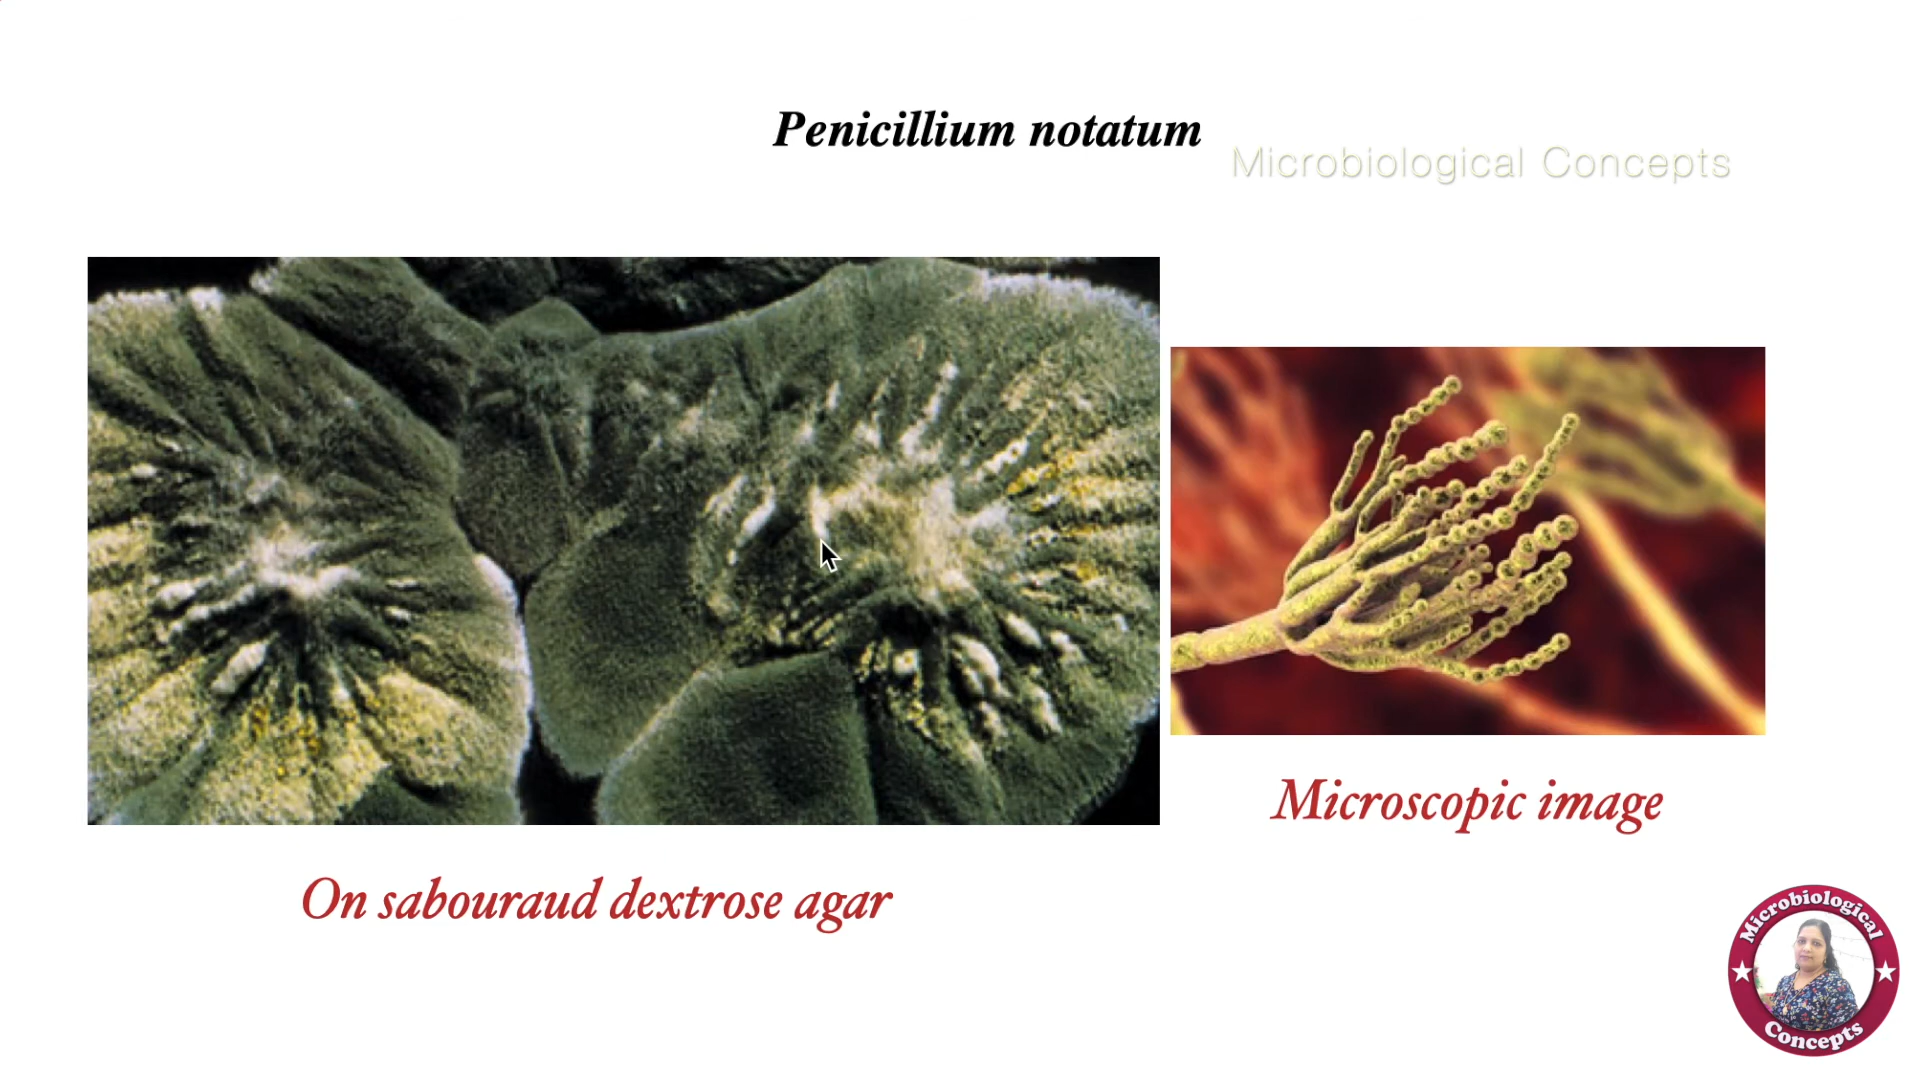 Penicillium notatum
Microbiological Concepts
On sabouraud dextrose agar
Microscopic image
Microbiological
Concepts